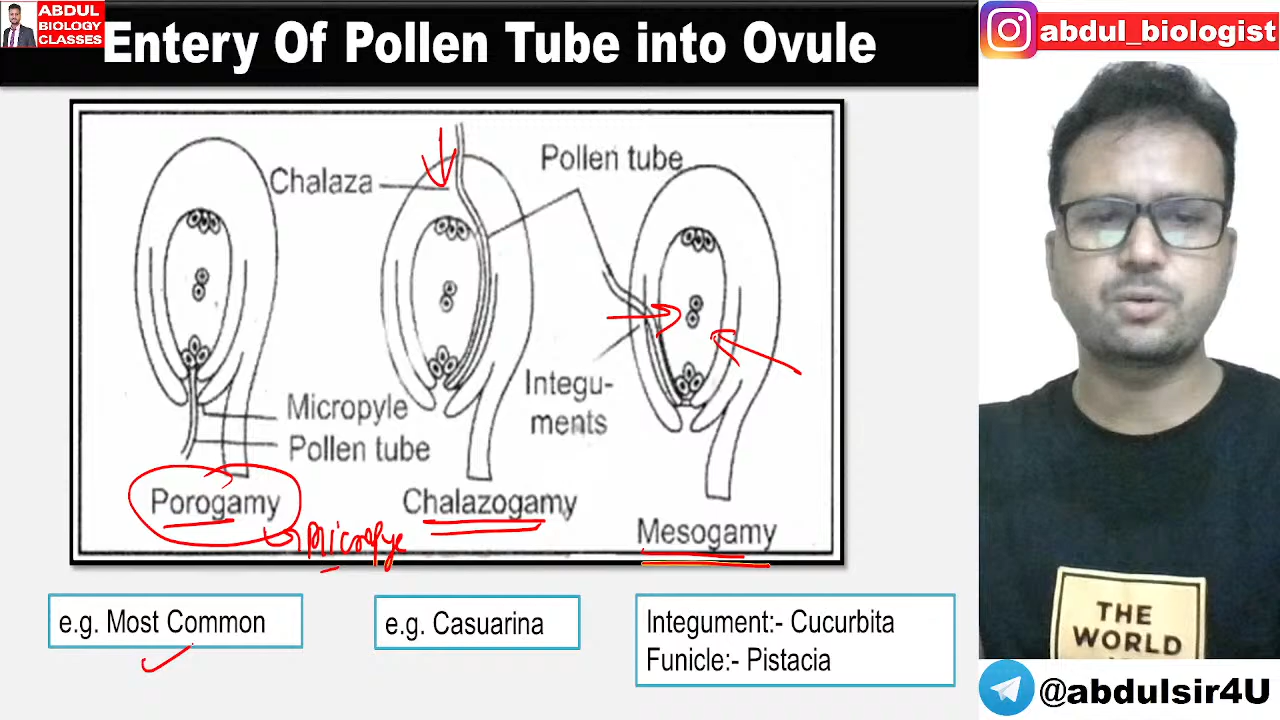 ABDUL
BIOLOGY
CLASSES
Entery Of Pollen Tube into Ovule
abdul_biologist
Chalaza
Pollen tube
Integu-
ments
Micropyle
Pollen tube
Porogamy
Chalazogamy
Mesogamy
Micropye
e.g. Most Common
e.g. Casuarina
Integument:- Cucurbita
Funicle:- Pistacia
THE
WORLD
@abdulsir4U